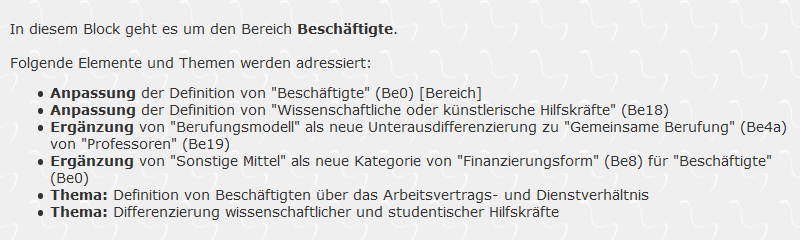 In diesem Block geht es um den Bereich Beschäftigte.
Folgende Elemente und Themen werden adressiert:
● Anpassung der Definition von "Beschäftigte" (Be0) [Bereich]
● Anpassung der Definition von "Wissenschaftliche oder künstlerische Hilfskräfte" (Be18)
● Ergänzung von "Berufungsmodell" als neue Unterausdifferenzierung zu "Gemeinsame Berufung" (Be4a)
von "Professoren" (Be19)
● Ergänzung von "Sonstige Mittel" als neue Kategorie von "Finanzierungsform" (Be8) für "Beschäftigte"
(Be0)
● Thema: Definition von Beschäftigten über das Arbeitsvertrags- und Dienstverhältnis
● Thema: Differenzierung wissenschaftlicher und studentischer Hilfskräfte